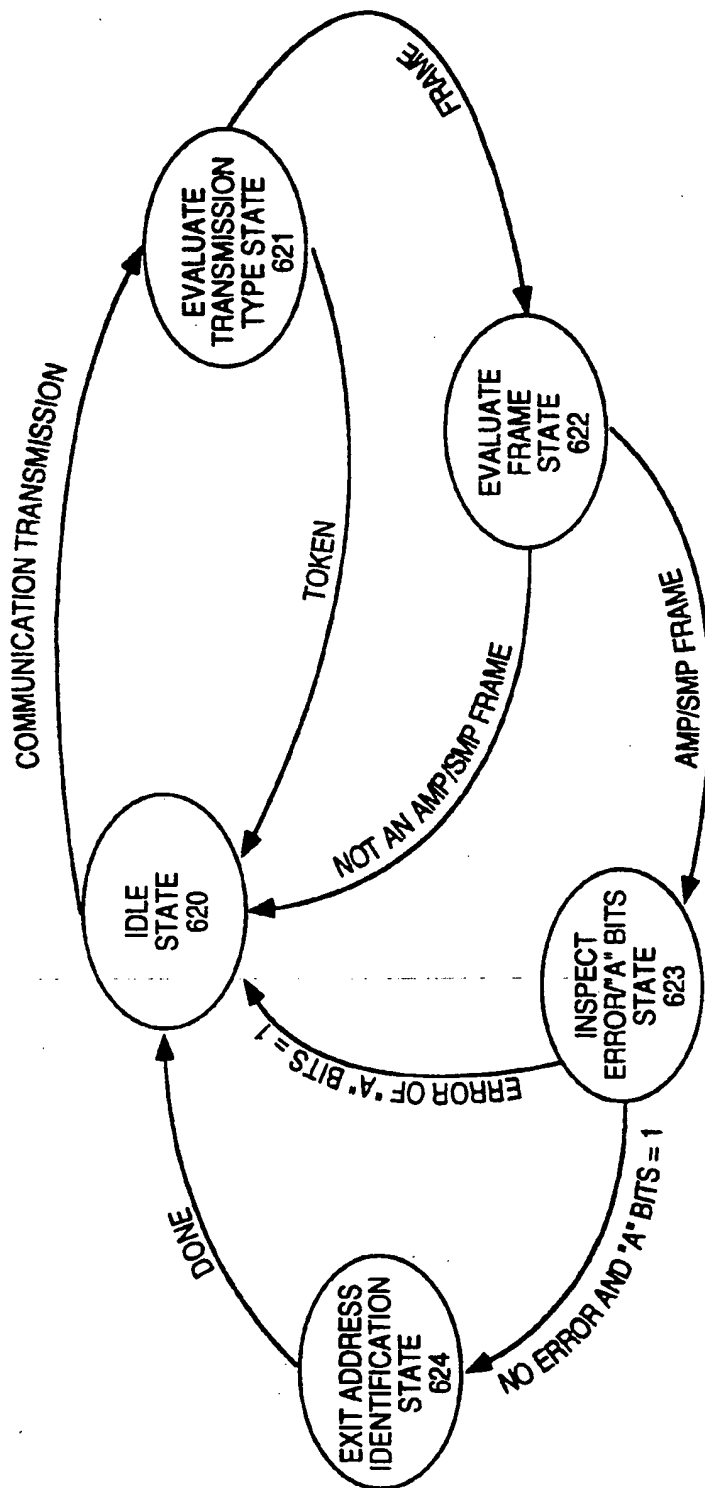 COMMUNICATION TRANSMISSION
IDLE
STATE
620
EVALUATE
TRANSMISSION
TYPE STATE
621
TOKEN
FRAME
EVALUATE
FRAME
STATE
622
NOT AN AMP/SMP FRAME
AMP/SMP FRAME
INSPECT
ERROR/"A" BITS
STATE
623
ERROR OF "A" BITS = 1
NO ERROR AND "A" BITS = 1
EXIT ADDRESS
IDENTIFICATION
STATE
624
DONE